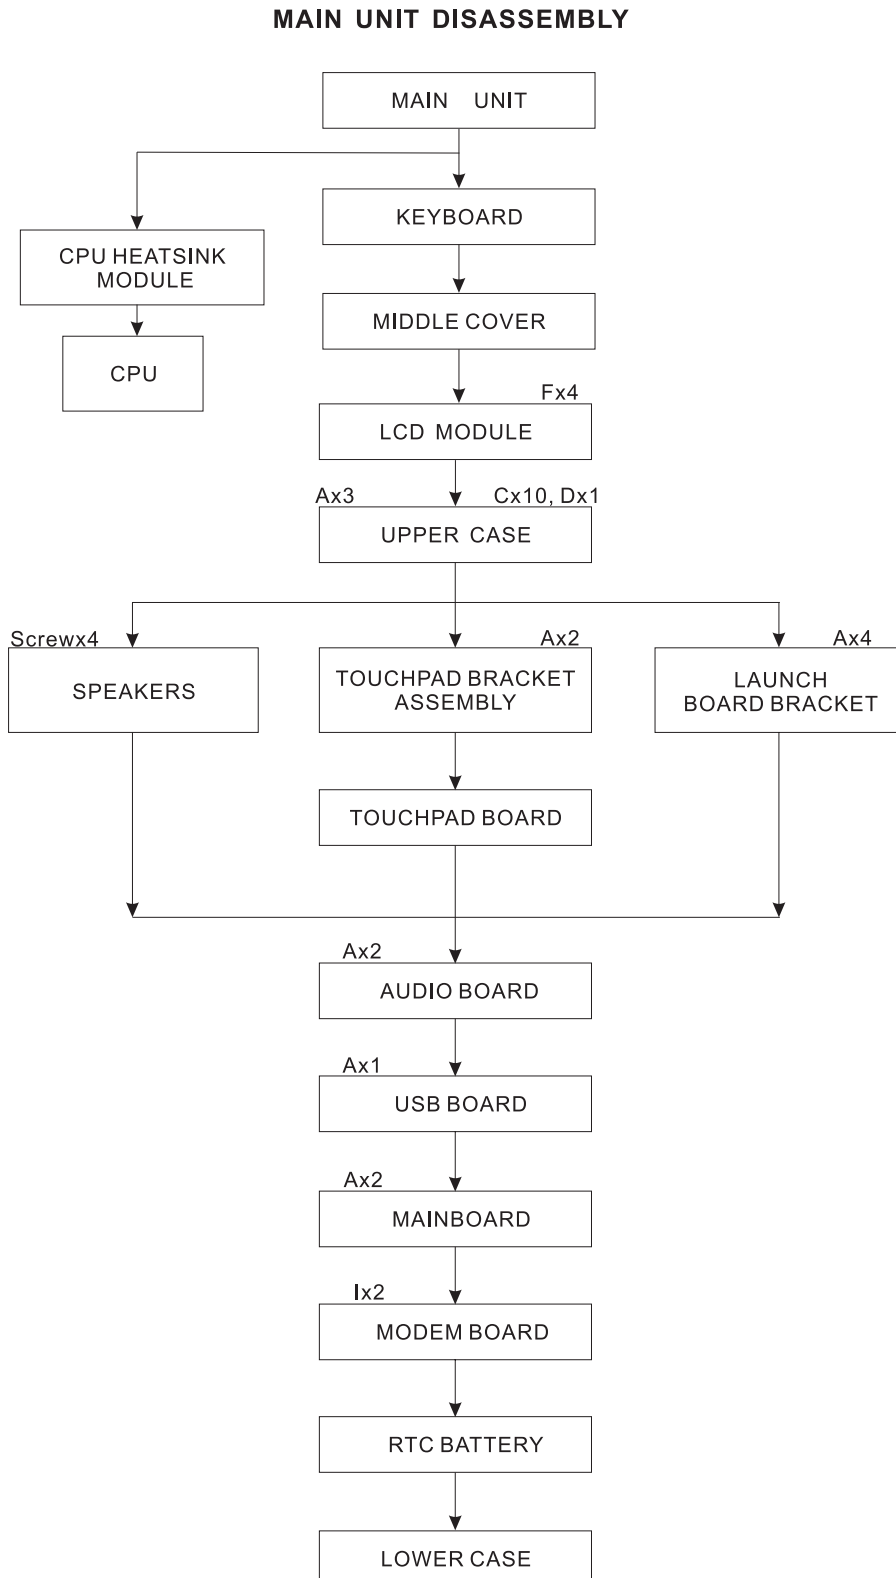 MAIN UNIT DISASSEMBLY
MAIN UNIT
KEYBOARD
CPU HEATSINK
MODULE
MIDDLE COVER
CPU
Fx4
LCD MODULE
Ax3 Cx10, Dx1
UPPER CASE
Screwx4
SPEAKERS
Ax2
TOUCHPAD BRACKET
ASSEMBLY
Ax4
LAUNCH
BOARD BRACKET
TOUCHPAD BOARD
Ax2
AUDIO BOARD
Ax1
USB BOARD
Ax2
MAINBOARD
Ix2
MODEM BOARD
RTC BATTERY
LOWER CASE